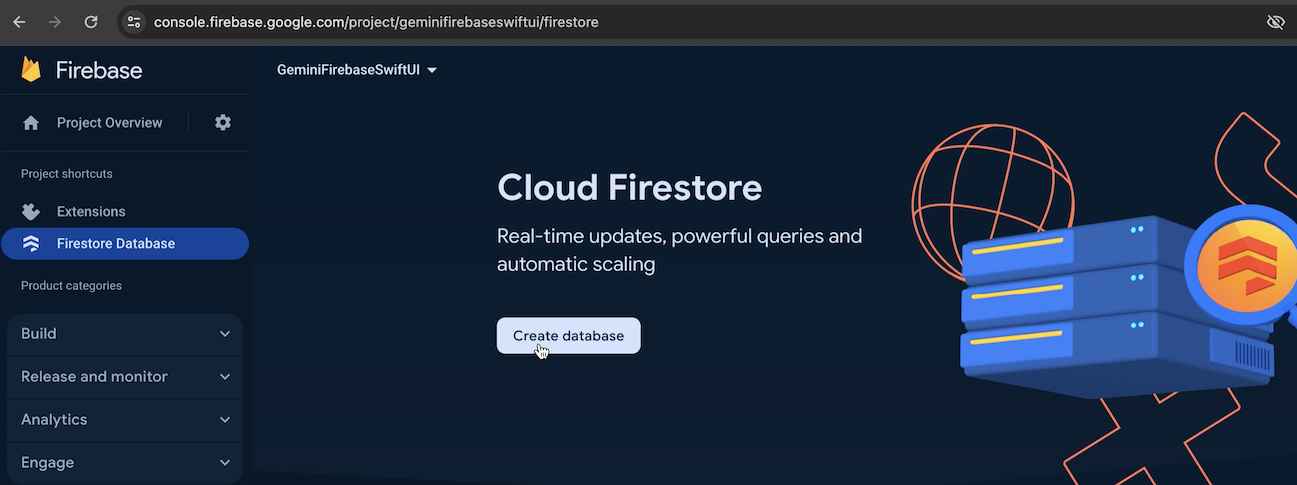 console.firebase.google.com/project/geminifirebaseswiftui/firestore
Firebase
GeminiFirebaseSwiftUI
Project Overview
Project shortcuts
Extensions
Firestore Database
Product categories
Build
Release and monitor
Analytics
Engage
Cloud Firestore
Real-time updates, powerful queries and
automatic scaling
Create database